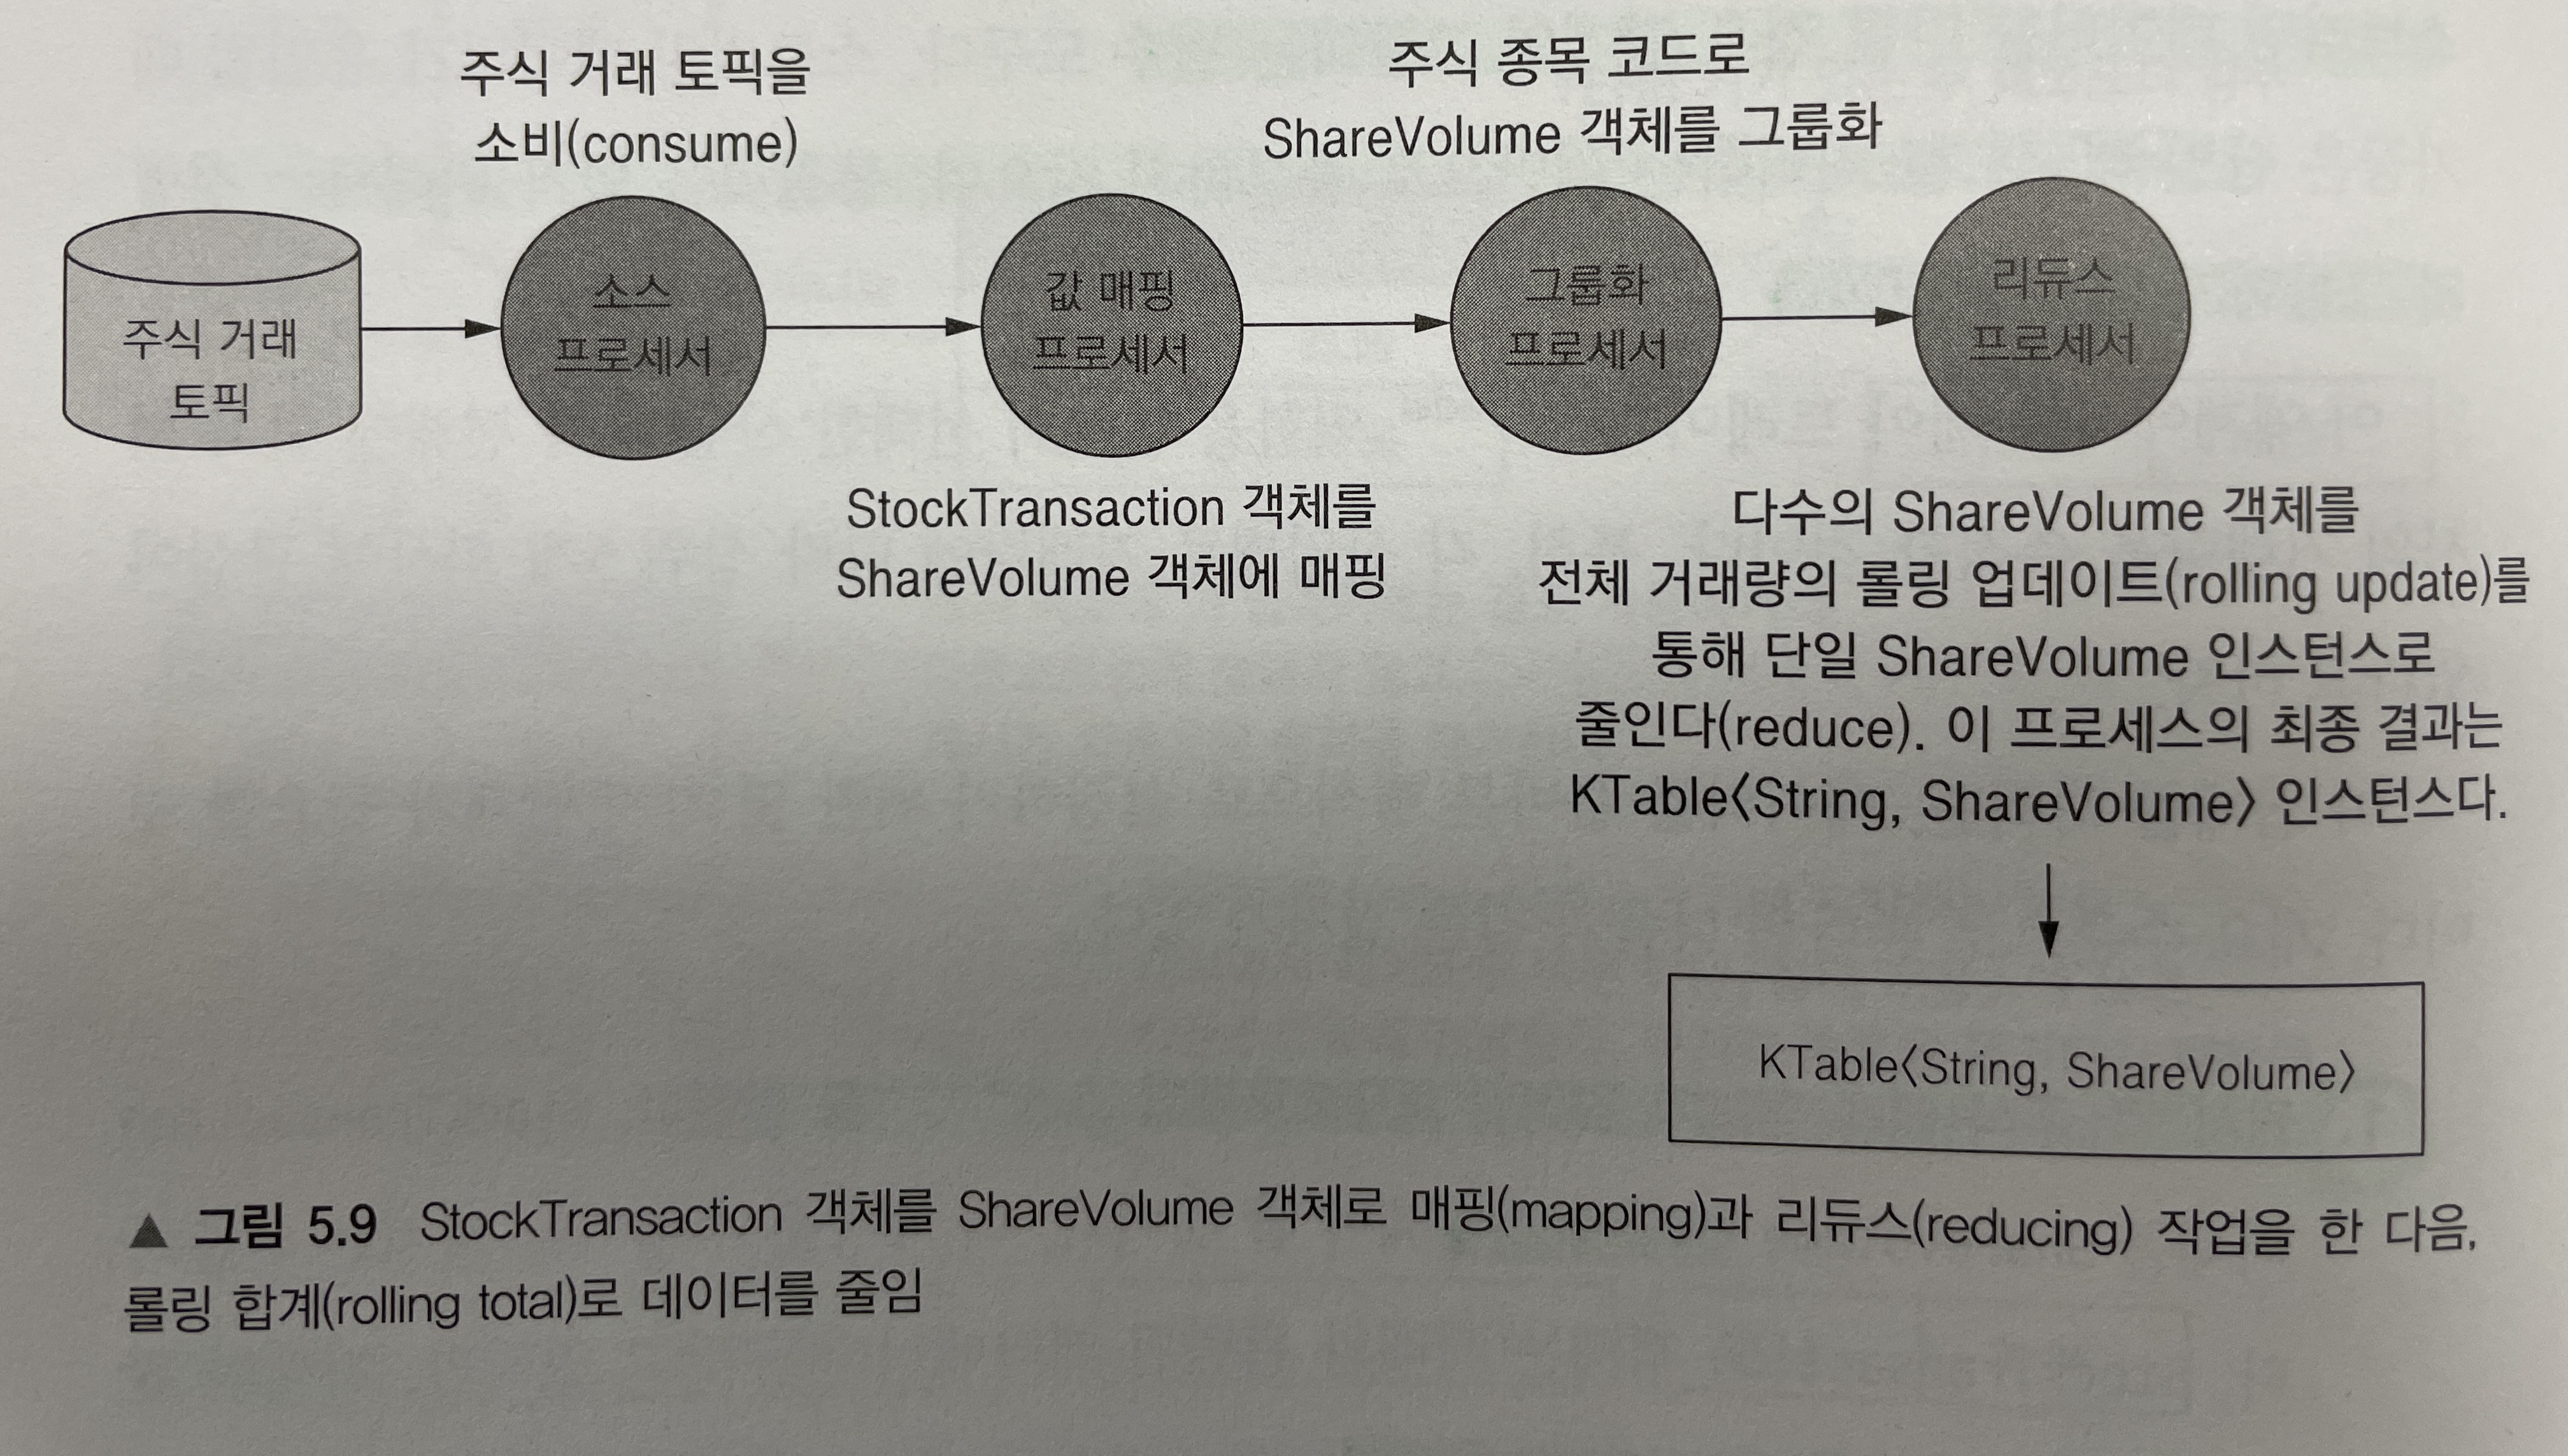 주식 거래 토픽을
소비(consume)
주식 종목 코드로
ShareVolume 객체를 그룹화
주식 거래
토픽
소스
프로세서
값 매핑
프로세서
그룹화
프로세서
리듀스
프로세서
StockTransaction 객체를
ShareVolume 객체에 매핑
다수의 ShareVolume 객체를
전체 거래량의 롤링 업데이트(rolling update)를
통해 단일 ShareVolume 인스턴스로
줄인다(reduce). 이 프로세스의 최종 결과는
KTable〈String, ShareVolume〉 인스턴스다.
KTable〈String, ShareVolume〉
▲ 그림 5.9 StockTransaction 객체를 ShareVolume 객체로 매핑(mapping)과 리듀스(reducing) 작업을 한 다음,
롤링 합계(rolling total)로 데이터를 줄임